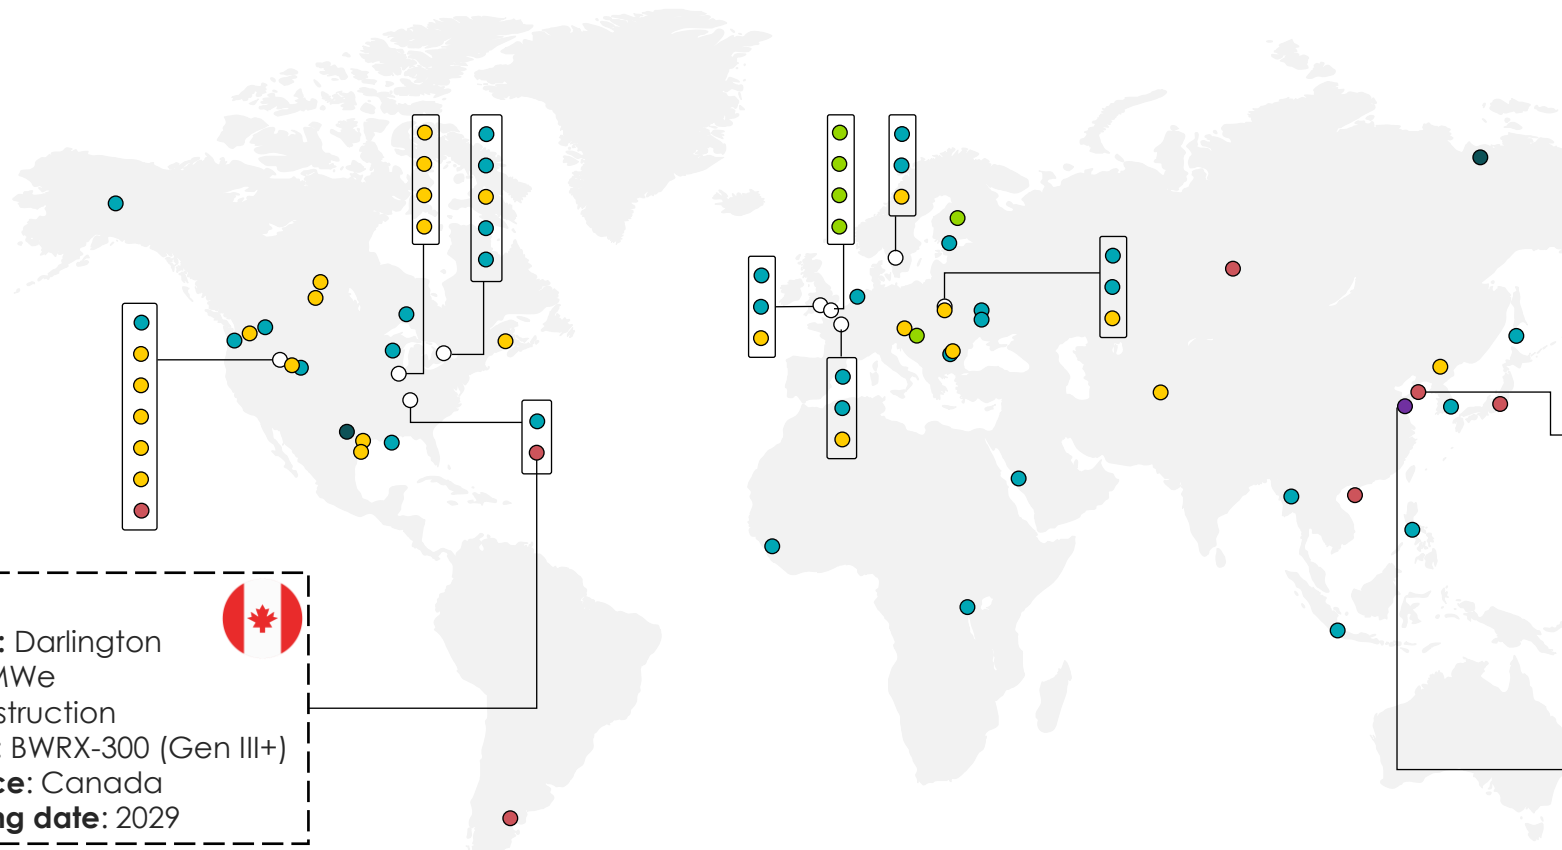 : Darlington
MWe
struction
: BWRX-300 (Gen III+)
ce: Canada
ng date: 2029